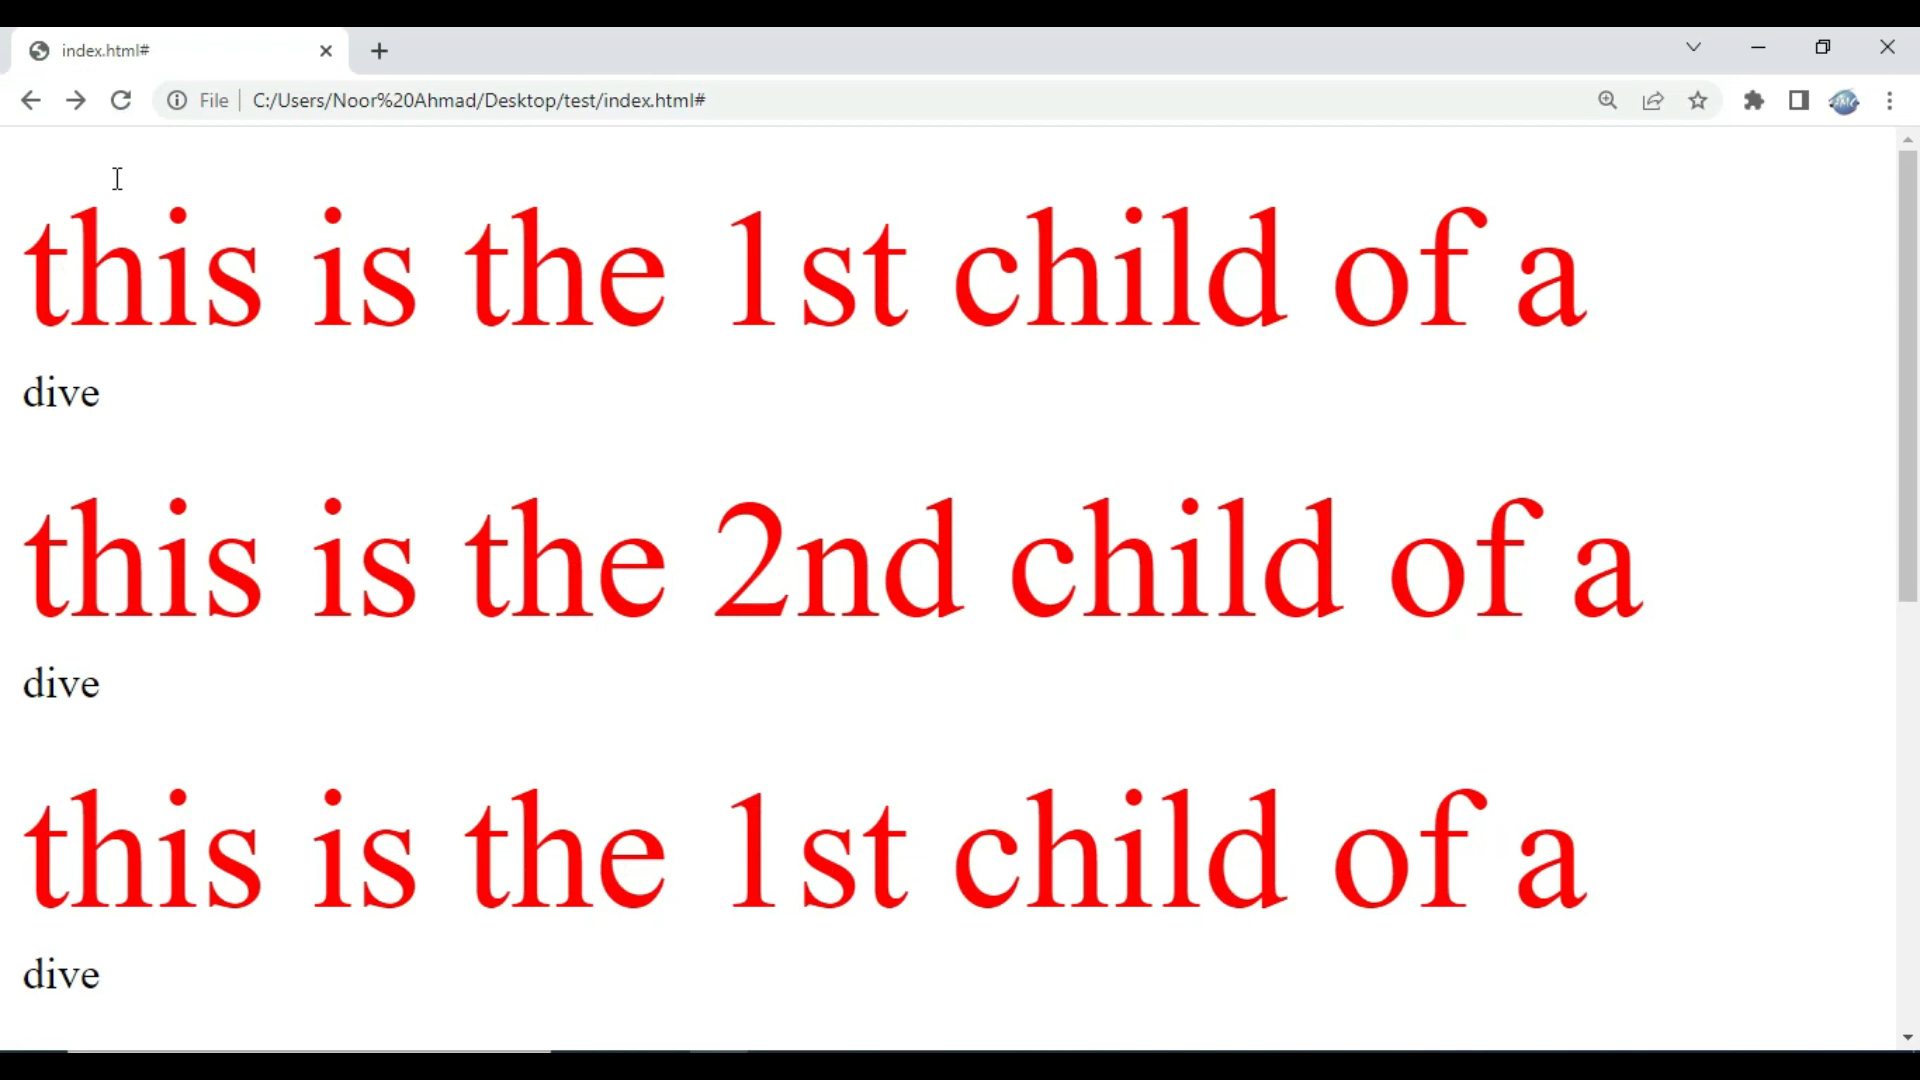 index.html#
File
C:/Users/Noor%20Ahmad/Desktop/test/index.html#
this is the 1st child of a
dive
this is the 2nd child of a
dive
this is the 1st child of a
dive